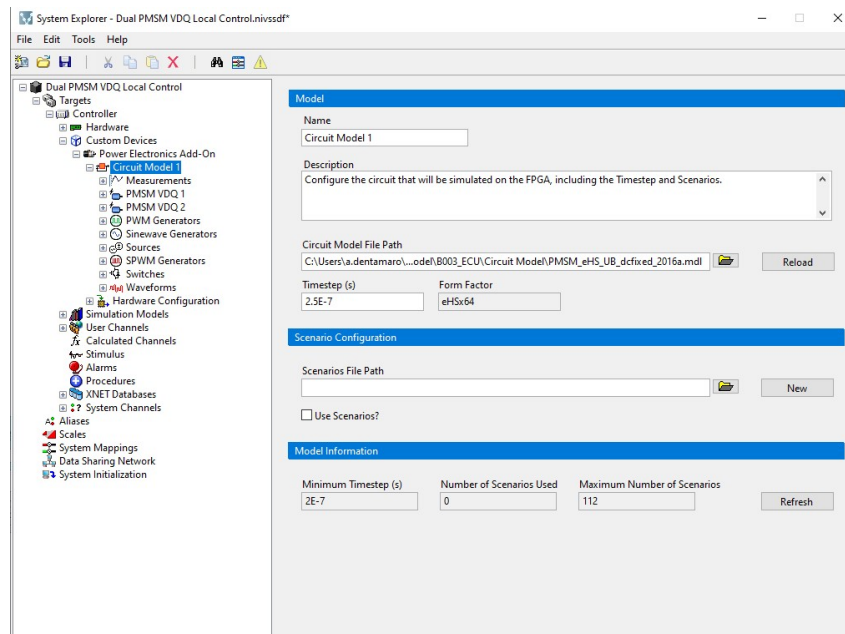 System Explorer - Dual PMSM VDQ Local Control.nivssdf*
File Edit Tools Help
Dual PMSM VDQ Local Control
Targets
Controller
Hardware
Custom Devices
Power Electronics Add-On
Circuit Model 1
Measurements
PMSM VDQ 1
PMSM VDQ 2
PWM Generators
Sinewave Generators
Sources
SPWM Generators
Switches
Waveforms
Hardware Configuration
Simulation Models
User Channels
Calculated Channels
Stimulus
Alarms
Procedures
XNET Databases
System Channels
Aliases
Scales
System Mappings
Data Sharing Network
System Initialization
Model
Name
Circuit Model 1
Description
Configure the circuit that will be simulated on the FPGA, including the Timestep and Scenarios.
Circuit Model File Path
C:\Users\a.dentamaro\...odel\B003_ECU\Circuit Model\PMSM_eHS_UB_dcfixed_2016a.mdl Reload
Timestep (s) Form Factor
2.5E-7 eHSx64
Scenario Configuration
Scenarios File Path
New
Use Scenarios?
Model Information
Minimum Timestep (s) Number of Scenarios Used Maximum Number of Scenarios
2E-7 0 112 Refresh